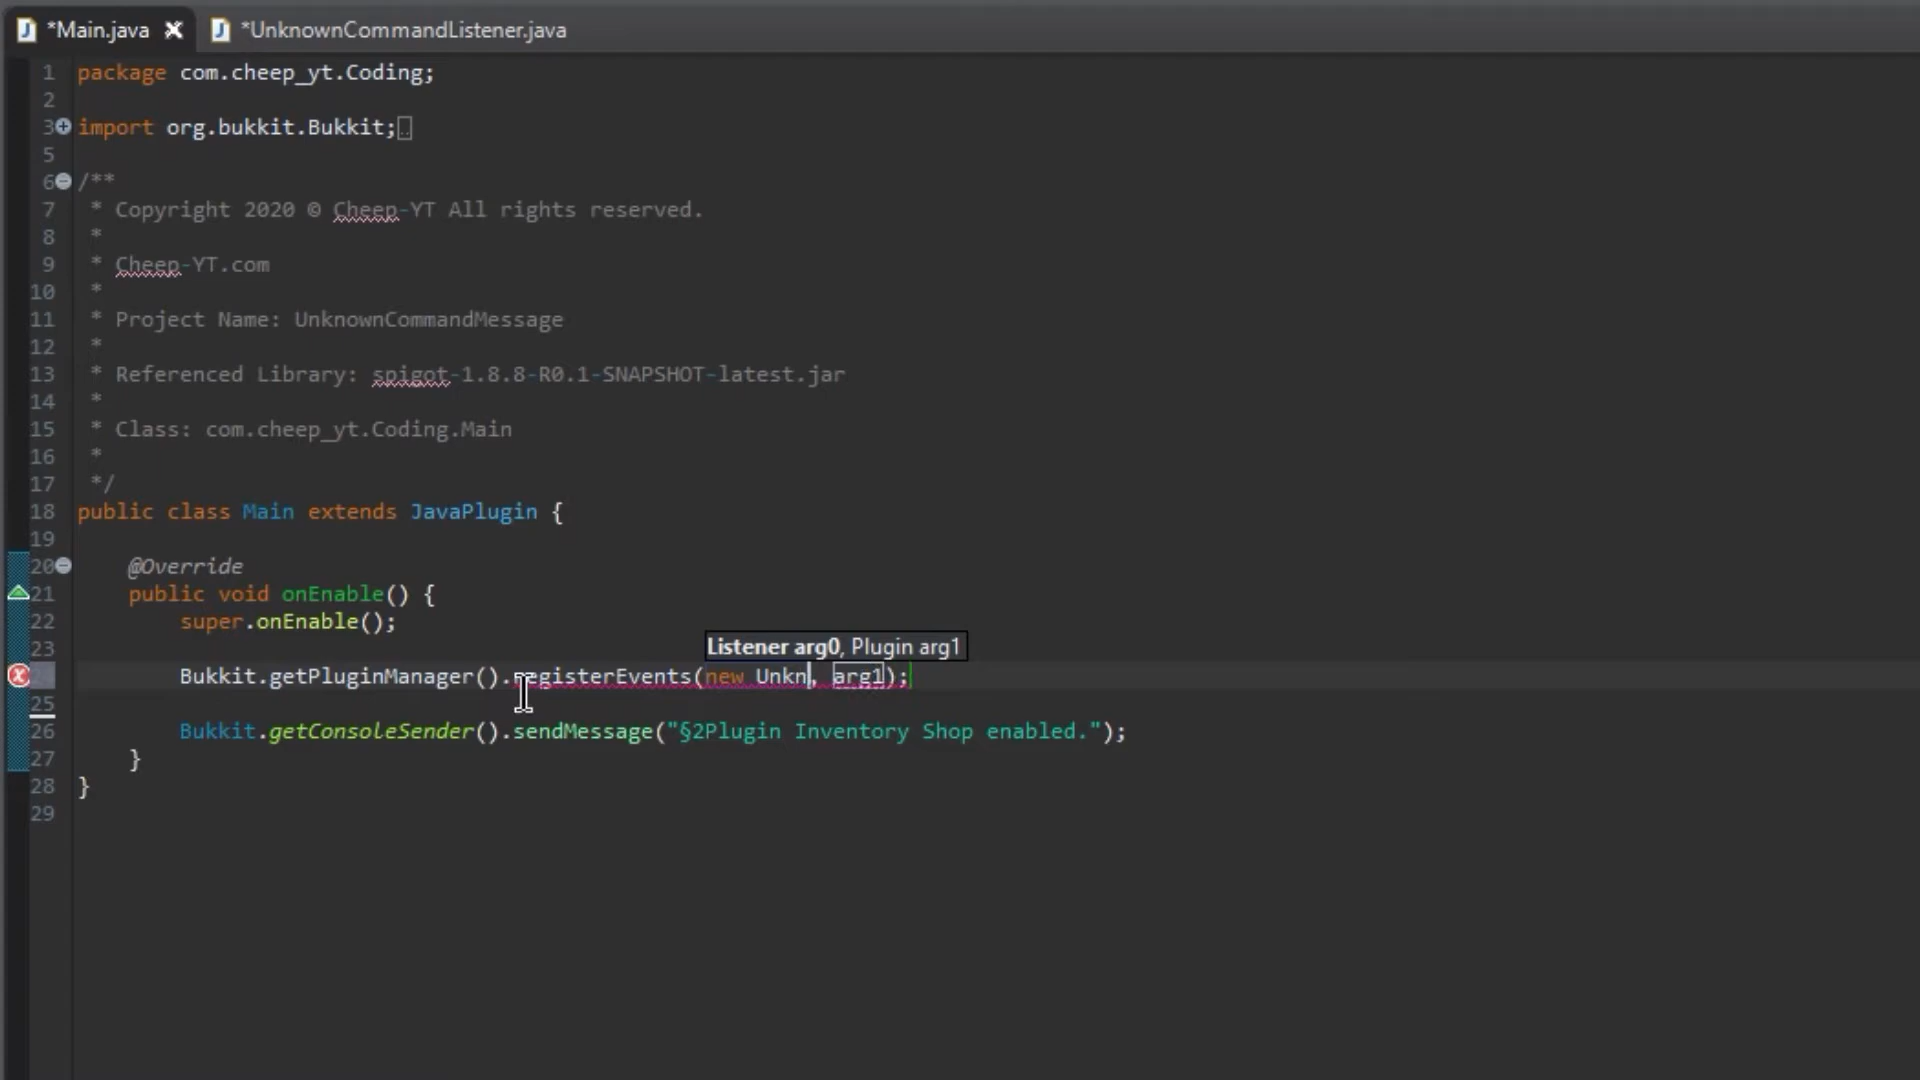 *Main.java *UnknownCommandListener.java
1 package com.cheep_yt.Coding;
2
3 import org.bukkit.Bukkit;
5
6 /**
7 * Copyright 2020 © Cheep-YT All rights reserved.
8 *
9 * Cheep-YT.com
10 *
11 * Project Name: UnknownCommandMessage
12 *
13 * Referenced Library: spigot-1.8.8-R0.1-SNAPSHOT-latest.jar
14 *
15 * Class: com.cheep_yt.Coding.Main
16 *
17 */
18 public class Main extends JavaPlugin {
19
20 @Override
21 public void onEnable() {
22 super.onEnable();
23
Listener arg0, Plugin arg1
Bukkit.getPluginManager().registerEvents(new Unkn, arg1);
25
26 Bukkit.getConsoleSender().sendMessage("§2Plugin Inventory Shop enabled.");
27 }
28 }
29